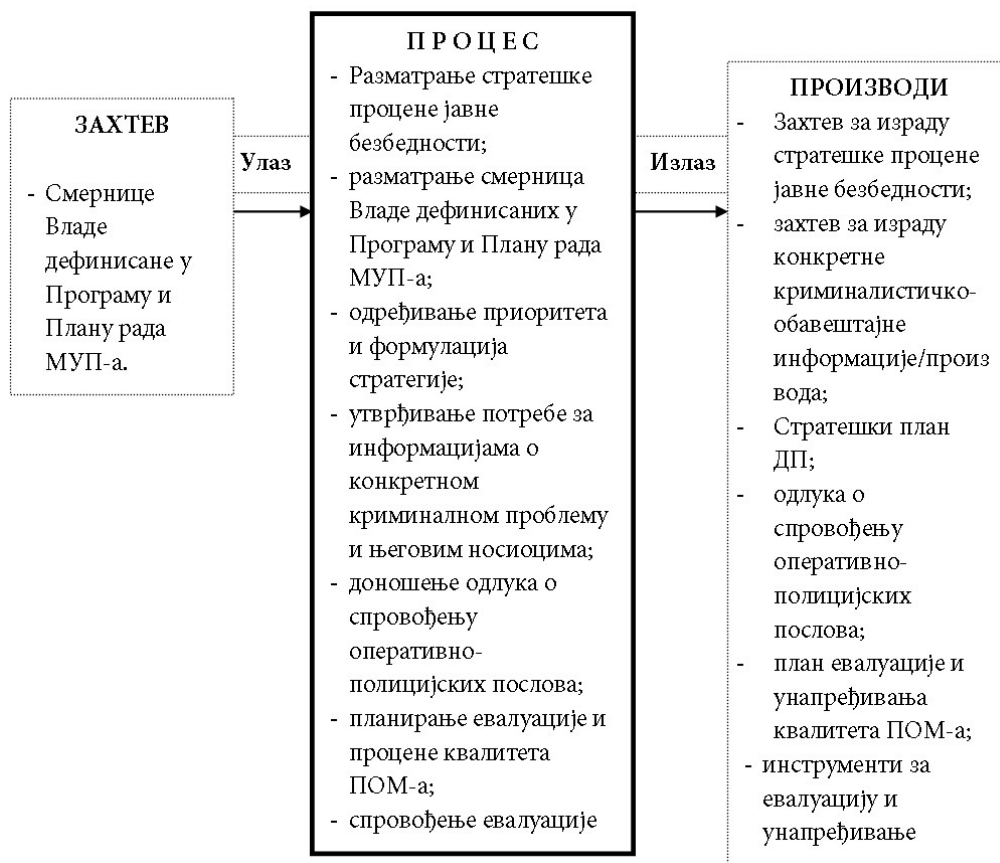 ЗАХТЕВ
- Смернице
Владе
дефинисане у
Програму и
Плану рада
МУП-а.
Улаз
П Р О Ц Е С
- Разматрање стратешке
процене јавне
безбедности;
- разматрање смерница
Владе дефинисаних у
Програму и Плану рада
МУП-а;
- одређивање приоритета
и формулација
стратегије;
- утврђивање потребе за
информацијама о
конкретном
криминалном проблему
и његовим носиоцима;
- доношење одлука о
спровођењу
оперативно-
полицијских послова;
- планирање евалуације и
процене квалитета
ПОМ-а;
- спровођење евалуације
Излаз
ПРОИЗВОДИ
- Захтев за израду
стратешке процене
јавне безбедности;
- захтев за израду
конкретне
криминалистичко-
обавештајне
информације/произ
вода;
- Стратешки план
ДП;
- одлука о
спровођењу
оперативно-
полицијских
послова;
- план евалуације и
унапређивања
квалитета ПОМ-а;
- инструменти за
евалуацију и
унапређивање